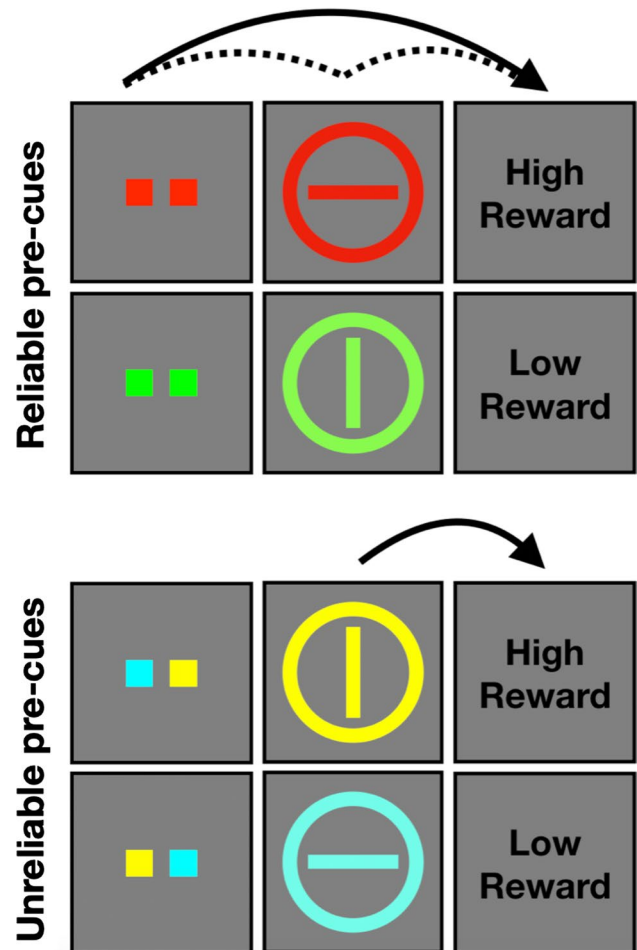 Reliable pre-cues
High
Reward
Low
Reward
Unreliable pre-cues
High
Reward
Low
Reward